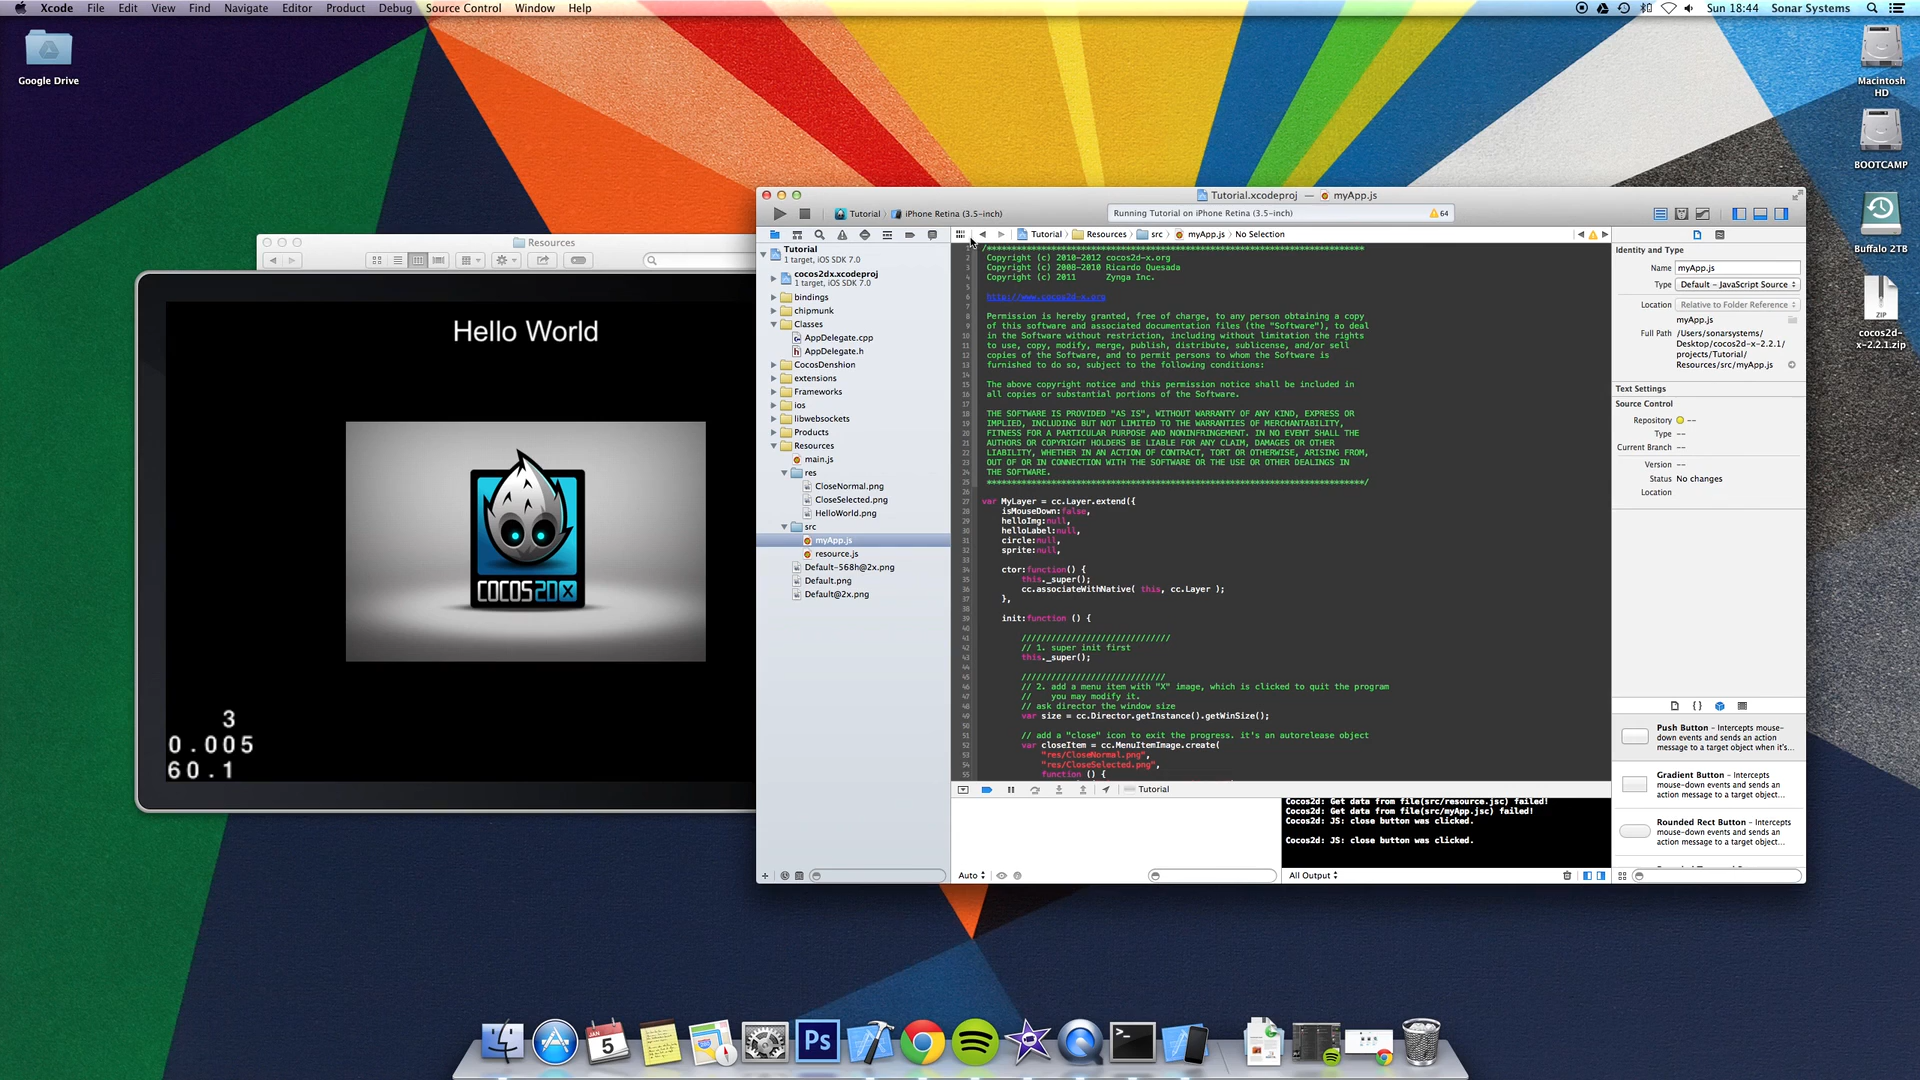 Xcode File Edit View Find Navigate Editor Product Debug Source Control Window Help
Sun 18:44 Sonar Systems
Google Drive
Macintosh HD
BOOTCAMP
Buffalo 2TB
ZIP
cocos2d-x-2.2.1.zip
Resources
Hello World
COCOS2DX
3
0.005
60.1
Tutorial.xcodeproj — myApp.js
Tutorial iPhone Retina (3.5-inch)
Running Tutorial on iPhone Retina (3.5-inch) 64
Tutorial Resources src myApp.js No Selection
Tutorial
1 target, iOS SDK 7.0
cocos2dx.xcodeproj
1 target, iOS SDK 7.0
bindings
chipmunk
Classes
AppDelegate.cpp
AppDelegate.h
CocosDenshion
extensions
Frameworks
ios
libwebsockets
Products
Resources
main.js
res
CloseNormal.png
CloseSelected.png
HelloWorld.png
src
myApp.js
resource.js
Default-568h@2x.png
Default.png
Default@2x.png
/****************************************************************************
Copyright (c) 2010-2012 cocos2d-x.org
Copyright (c) 2008-2010 Ricardo Quesada
Copyright (c) 2011 Zynga Inc.
http://www.cocos2d-x.org
Permission is hereby granted, free of charge, to any person obtaining a copy
of this software and associated documentation files (the "Software"), to deal
in the Software without restriction, including without limitation the rights
to use, copy, modify, merge, publish, distribute, sublicense, and/or sell
copies of the Software, and to permit persons to whom the Software is
furnished to do so, subject to the following conditions:
The above copyright notice and this permission notice shall be included in
all copies or substantial portions of the Software.
THE SOFTWARE IS PROVIDED "AS IS", WITHOUT WARRANTY OF ANY KIND, EXPRESS OR
IMPLIED, INCLUDING BUT NOT LIMITED TO THE WARRANTIES OF MERCHANTABILITY,
FITNESS FOR A PARTICULAR PURPOSE AND NONINFRINGEMENT. IN NO EVENT SHALL THE
AUTHORS OR COPYRIGHT HOLDERS BE LIABLE FOR ANY CLAIM, DAMAGES OR OTHER
LIABILITY, WHETHER IN AN ACTION OF CONTRACT, TORT OR OTHERWISE, ARISING FROM,
OUT OF OR IN CONNECTION WITH THE SOFTWARE OR THE USE OR OTHER DEALINGS IN
THE SOFTWARE.
****************************************************************************/
var MyLayer = cc.Layer.extend({
isMouseDown:false,
helloImg:null,
helloLabel:null,
circle:null,
sprite:null,
ctor:function() {
this._super();
cc.associateWithNative( this, cc.Layer );
},
init:function () {
//////////////////////////////
// 1. super init first
this._super();
/////////////////////////////
// 2. add a menu item with "X" image, which is clicked to quit the program
// you may modify it.
// ask director the window size
var size = cc.Director.getInstance().getWinSize();
// add a "close" icon to exit the progress. it's an autorelease object
var closeItem = cc.MenuItemImage.create(
"res/CloseNormal.png",
"res/CloseSelected.png",
function () {
Tutorial
Cocos2d: Get data from file(src/resource.jsc) failed!
Cocos2d: Get data from file(src/myApp.jsc) failed!
Cocos2d: JS: close button was clicked.
Cocos2d: JS: close button was clicked.
Auto
All Output
Identity and Type
Name myApp.js
Type Default - JavaScript Source
Location Relative to Folder Reference
myApp.js
Full Path /Users/sonarsystems/
Desktop/cocos2d-x-2.2.1/
projects/Tutorial/
Resources/src/myApp.js
Text Settings
Source Control
Repository --
Type --
Current Branch --
Version --
Status No changes
Location
Push Button - Intercepts mouse-
down events and sends an action
message to a target object when it's...
Gradient Button - Intercepts
mouse-down events and sends an
action message to a target object...
Rounded Rect Button - Intercepts
mouse-down events and sends an
action message to a target object...
JAN
5
Ps